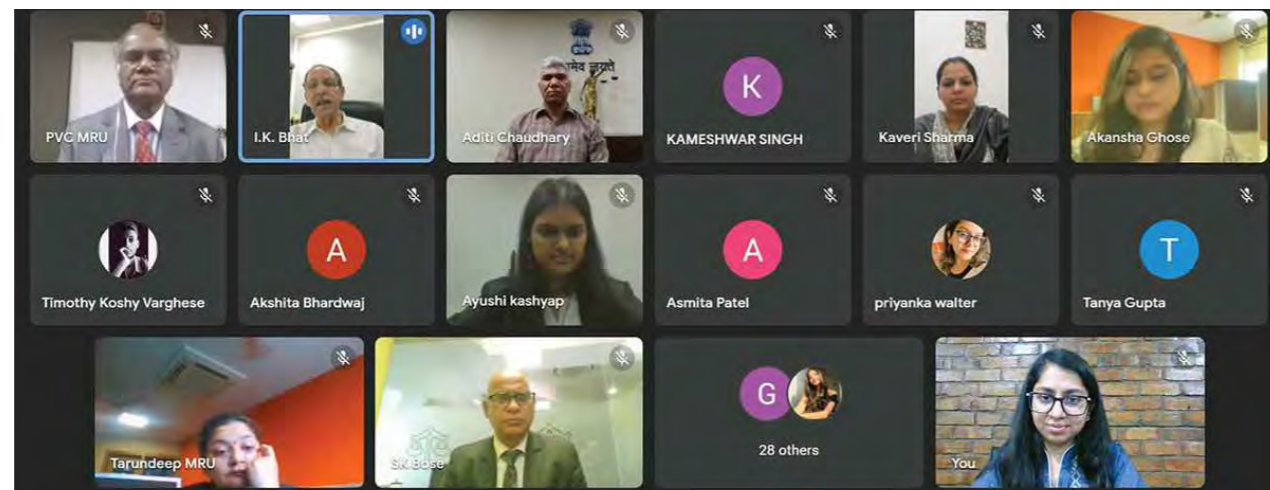 PVC MRU
I.K. Bhat
Aditi Chaudhary
मेव जयते
K
KAMESHWAR SINGH
Kaveri Sharma
Akansha Ghose
Timothy Koshy Varghese
A
Akshita Bhardwaj
Ayushi kashyap
A
Asmita Patel
priyanka walter
T
Tanya Gupta
Tarundeep MRU
SK Bose
G
28 others
You